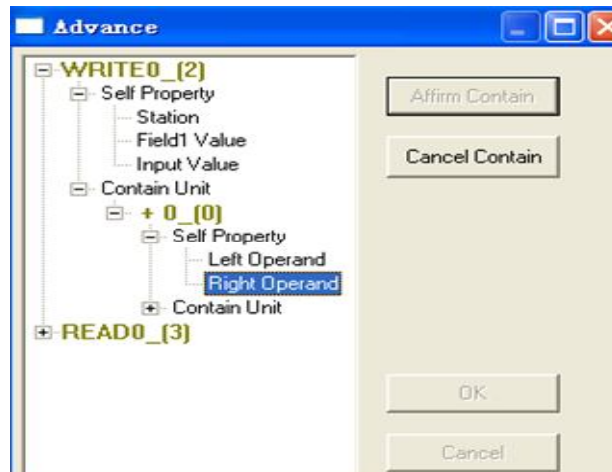 Advance
WRITE0_(2)
Self Property
Station
Field1 Value
Input Value
Contain Unit
+ 0_(0)
Self Property
Left Operand
Right Operand
Contain Unit
READ0_(3)
Affirm Contain
Cancel Contain
OK
Cancel